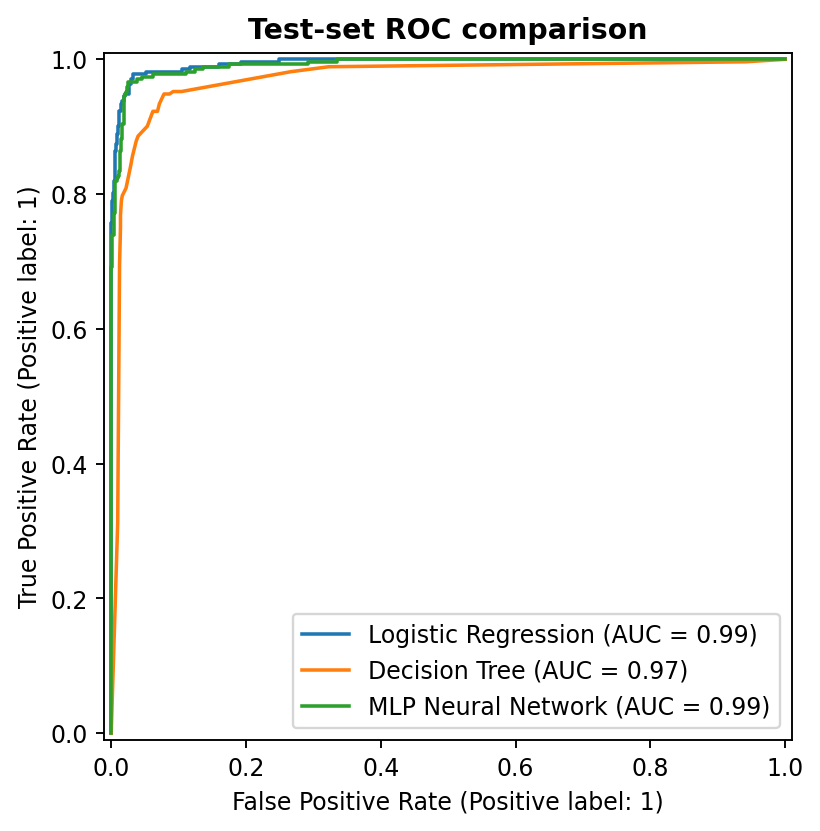 Test-set ROC comparison
1.0
0.8
0.6
0.4
0.2
0.0
True Positive Rate (Positive label: 1)
Logistic Regression (AUC = 0.99)
Decision Tree (AUC = 0.97)
MLP Neural Network (AUC = 0.99)
0.0 0.2 0.4 0.6 0.8 1.0
False Positive Rate (Positive label: 1)